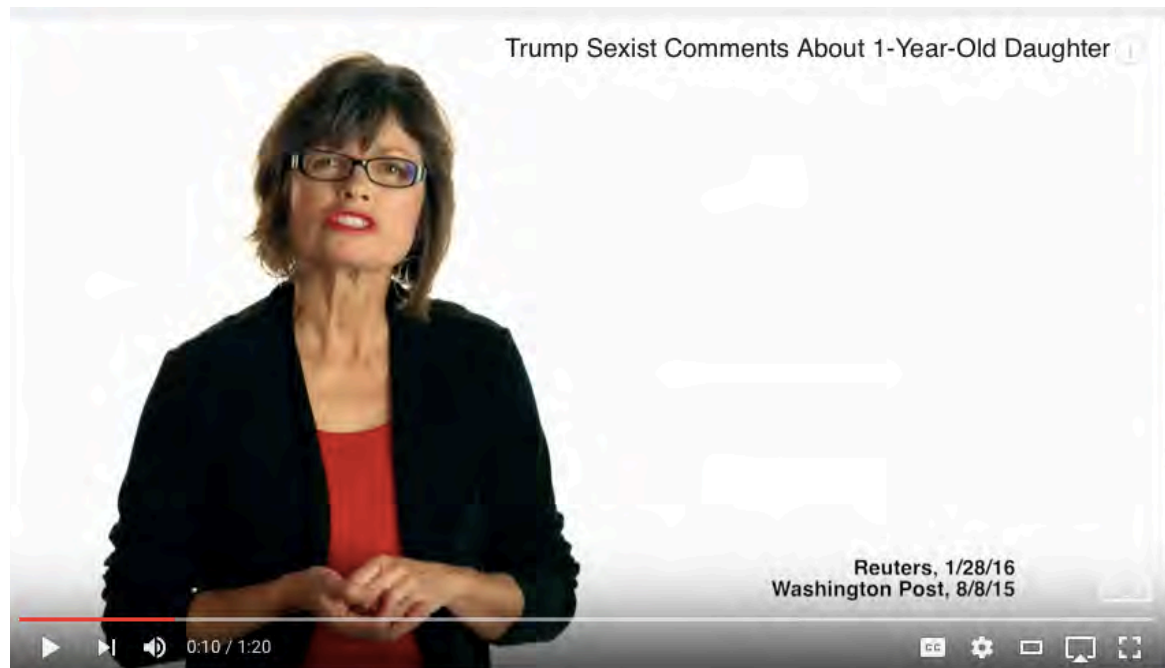 Trump Sexist Comments About 1-Year-Old Daughter
Reuters, 1/28/16
Washington Post, 8/8/15
0:10 / 1:20
CC